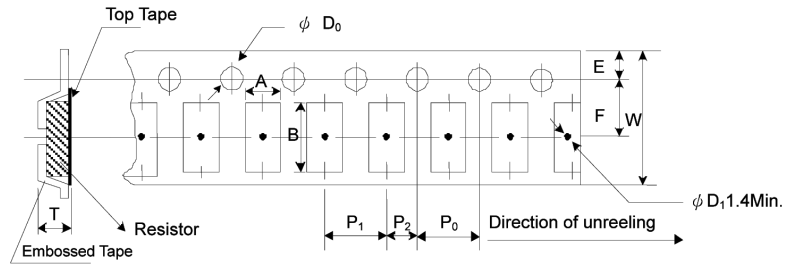 Top Tape
ϕ D₀
A
B
E
F
W
T
Resistor
Embossed Tape
P₁
P₂
P₀
Direction of unreeling
ϕ D₁1.4Min.